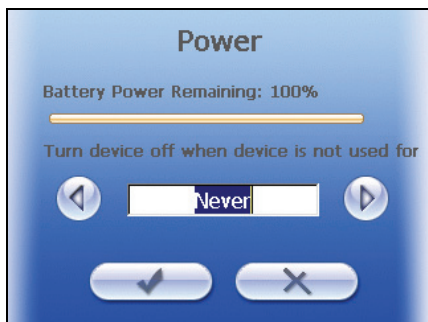 Power
Battery Power Remaining: 100%
Turn device off when device is not used for
Never